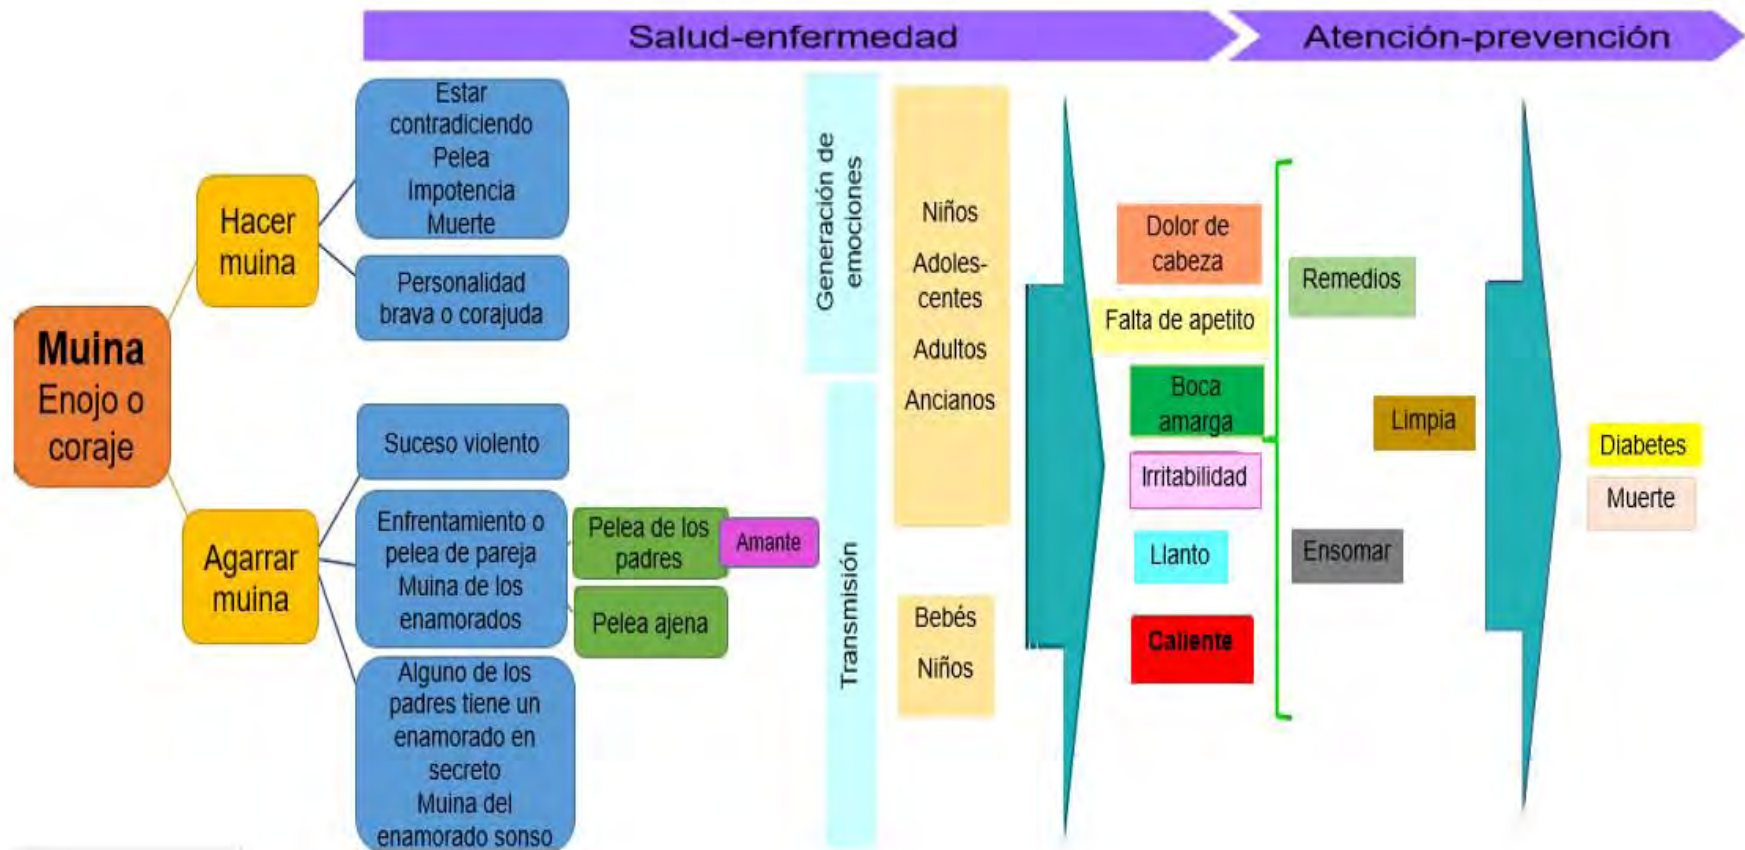 Salud-enfermedad
Atención-prevención
Muina
Enojo o
coraje
Hacer
muina
Estar
contradiciendo
Pelea
Impotencia
Muerte
Personalidad
brava o corajuda
Agarrar
muina
Suceso violento
Enfrentamiento o
pelea de pareja
Muina de los
enamorados
Pelea de los
padres
Amante
Pelea ajena
Alguno de los
padres tiene un
enamorado en
secreto
Muina del
enamorado sonso
Generación de
emociones
Transmisión
Niños
Adoles-
centes
Adultos
Ancianos
Bebés
Niños
Dolor de
cabeza
Falta de apetito
Boca
amarga
Irritabilidad
Llanto
Caliente
Remedios
Limpia
Ensomar
Diabetes
Muerte